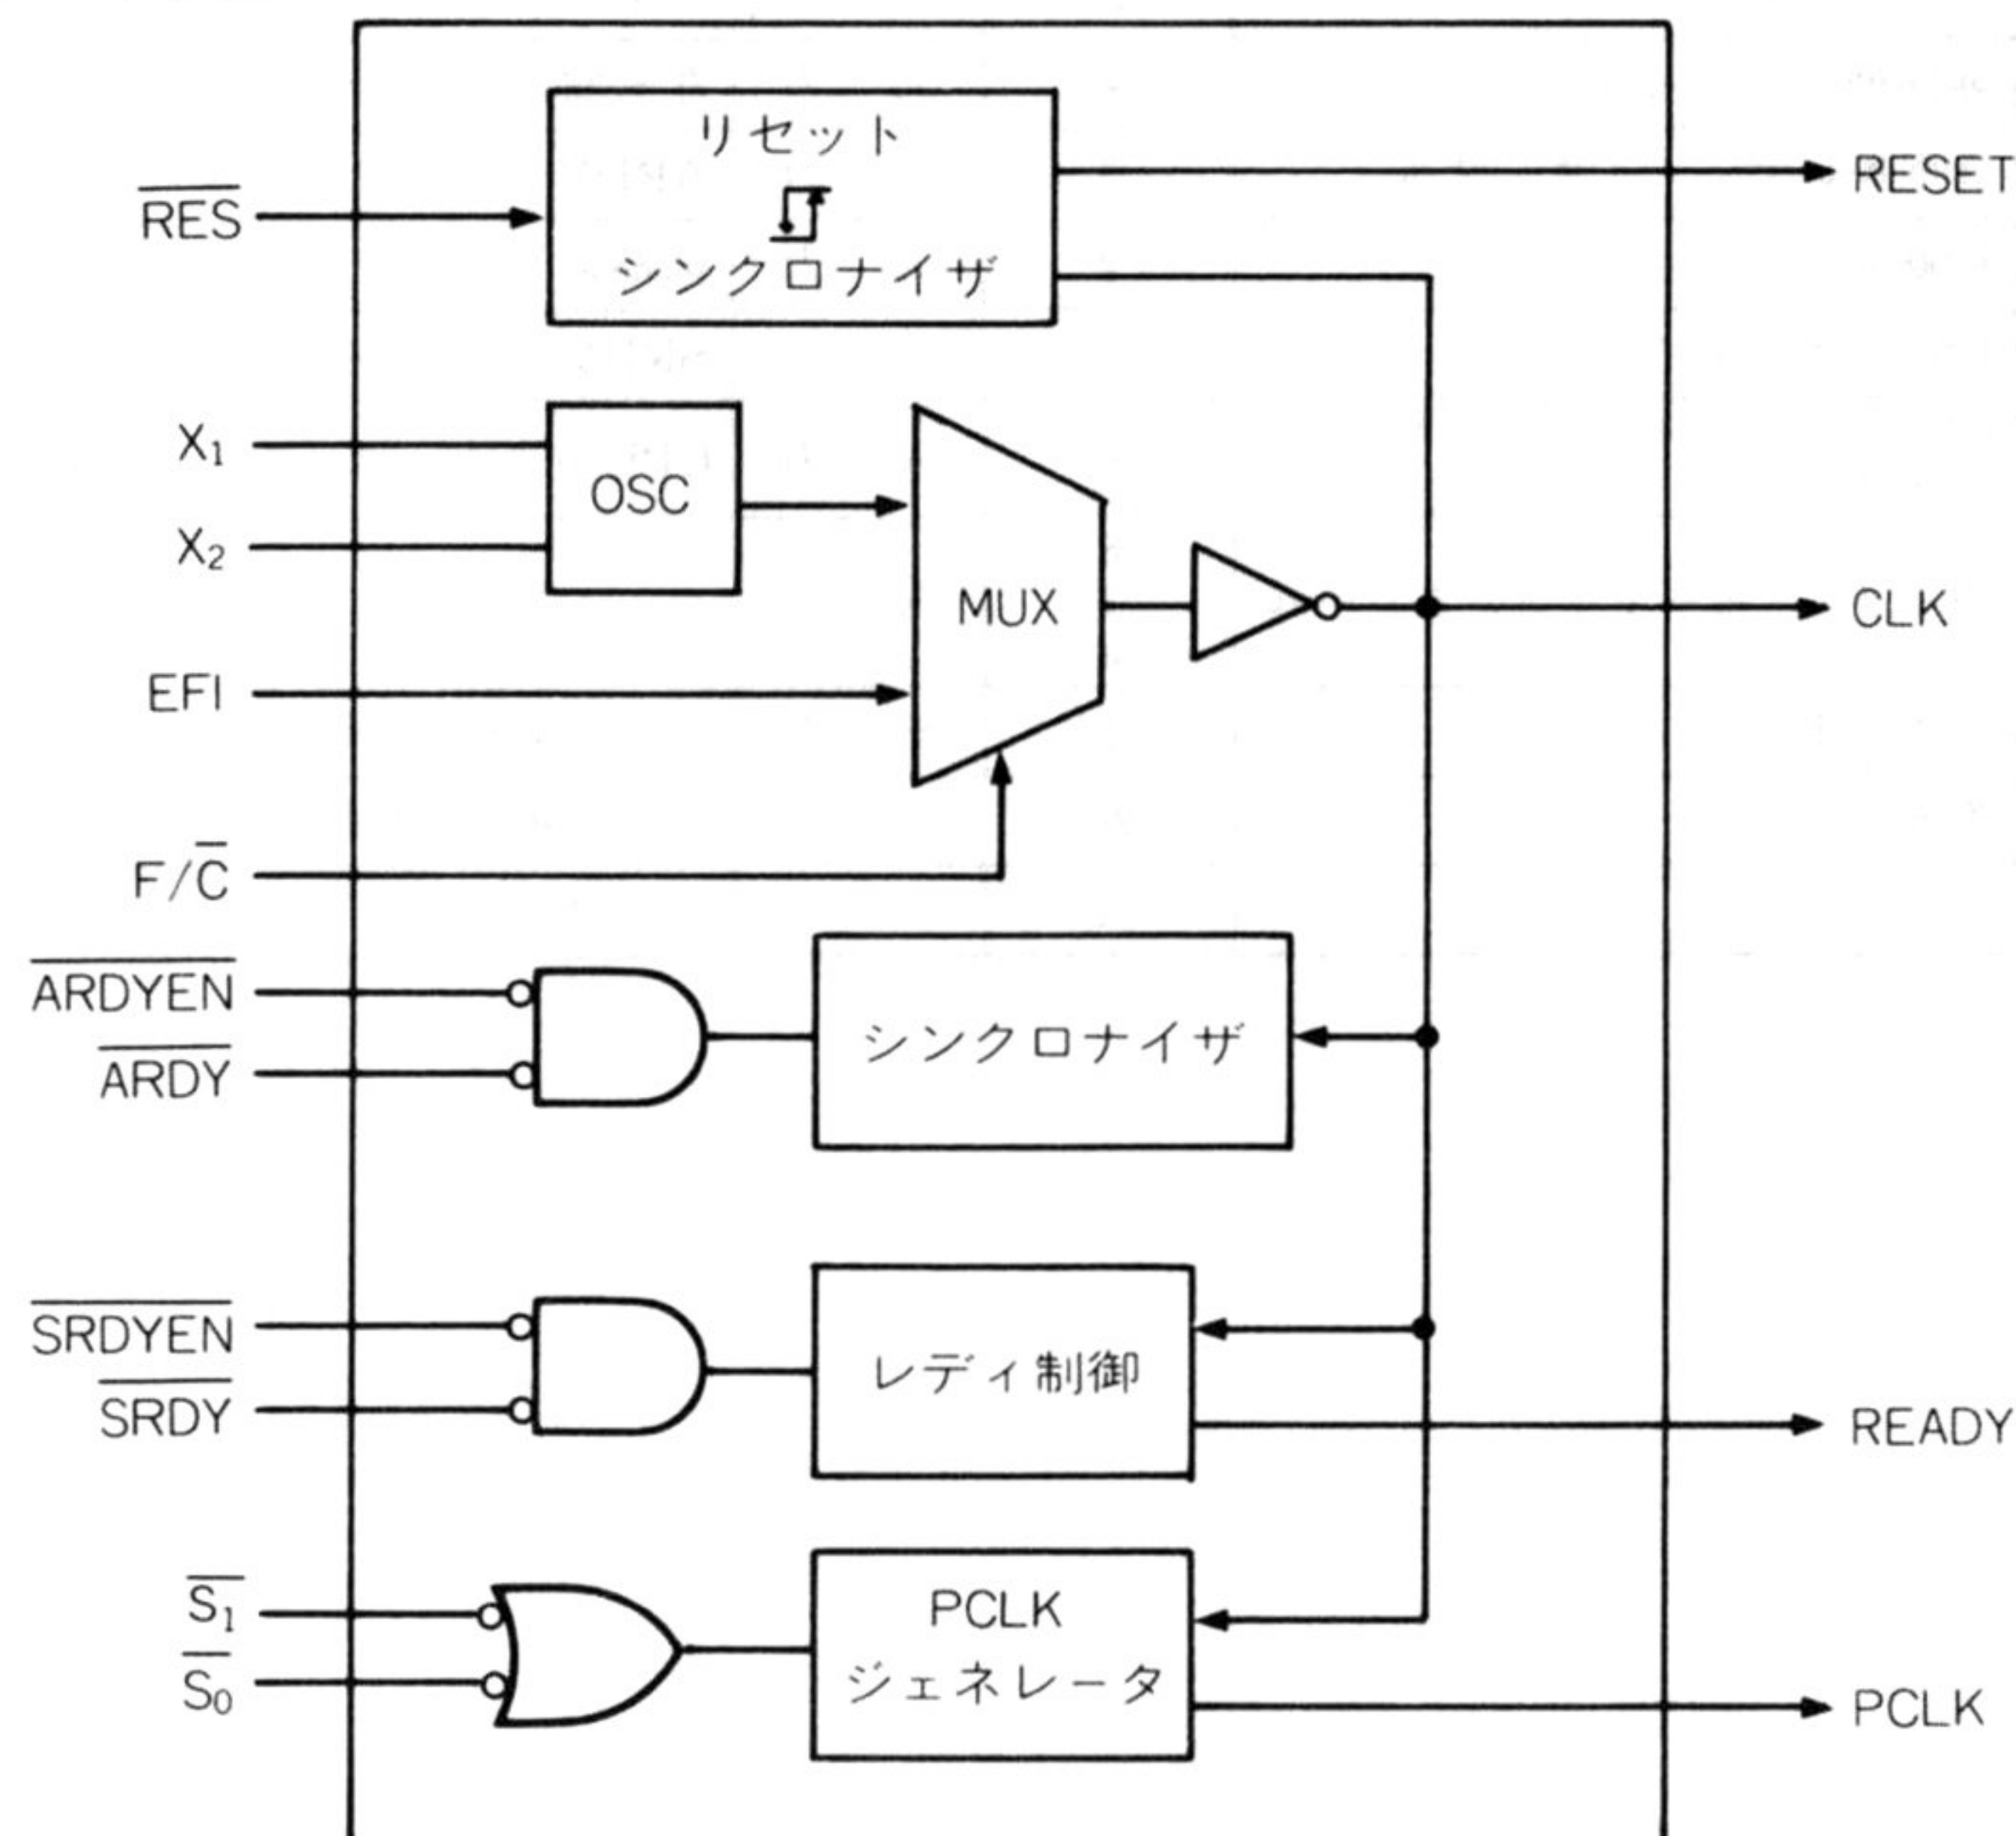 リセット
シンクロナイザ
RES
RESET
X1
X2
OSC
MUX
CLK
EFI
F/C
ARDYEN
ARDY
シンクロナイザ
SRDYEN
SRDY
レディ制御
READY
S1
S0
PCLK
ジェネレータ
PCLK